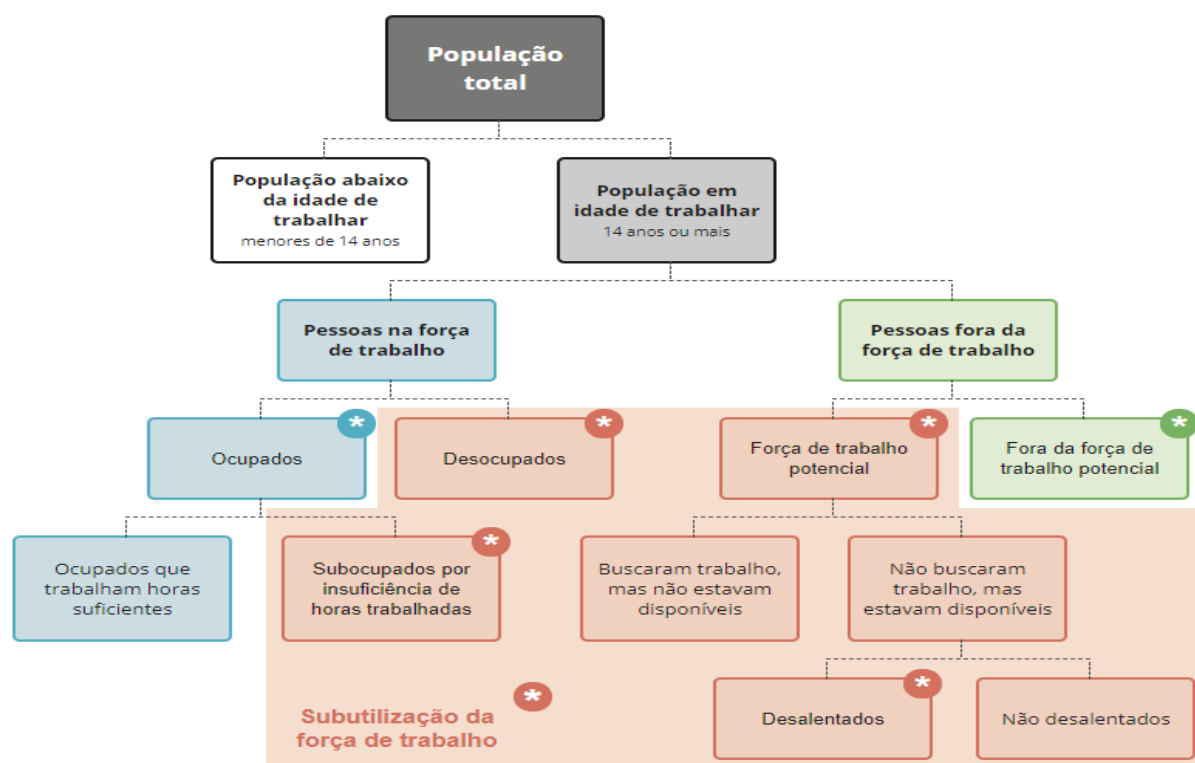 População
total
População abaixo
da idade de
trabalhar
menores de 14 anos
População em
idade de trabalhar
14 anos ou mais
Pessoas na força
de trabalho
Pessoas fora da
força de trabalho
*
Ocupados
*
Desocupados
*
Força de trabalho
potencial
*
Fora da força de
trabalho potencial
Ocupados que
trabalham horas
suficientes
*
Subocupados por
insuficiência de
horas trabalhadas
Buscaram trabalho,
mas não estavam
disponíveis
Não buscaram
trabalho, mas
estavam disponíveis
*
Desalentados
Não desalentados
*
Subutilização da
força de trabalho